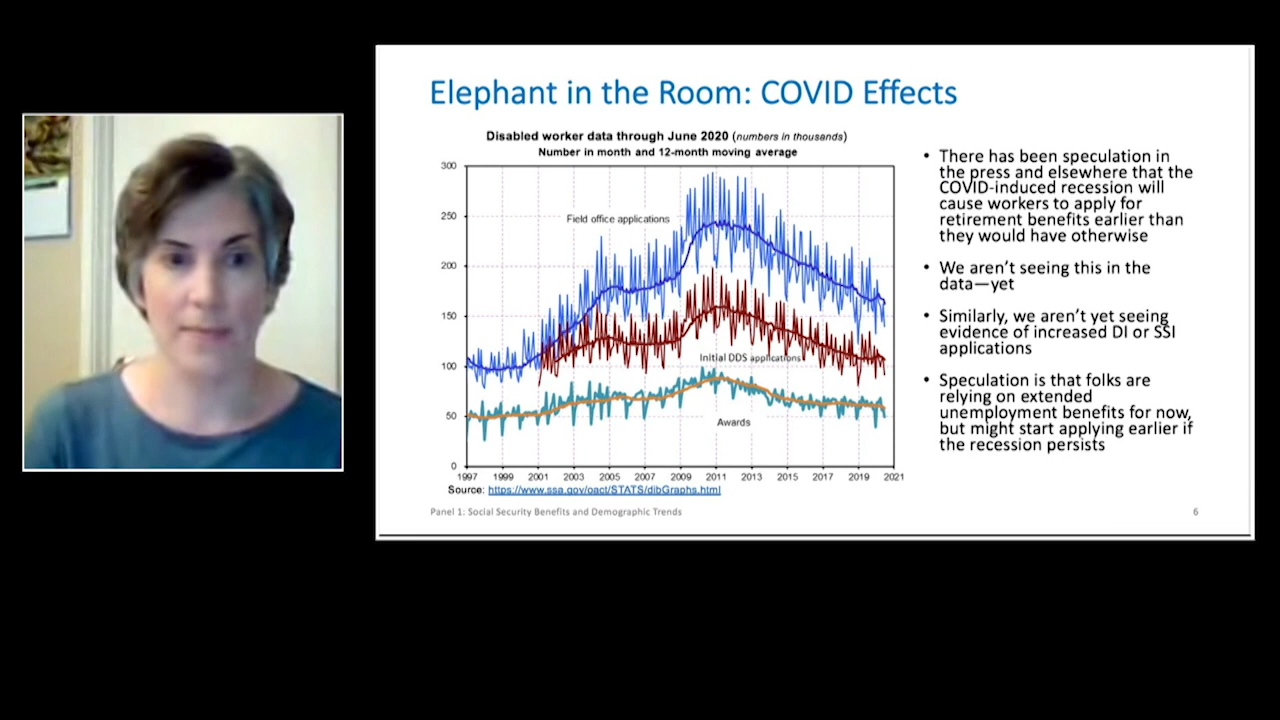 Elephant in the Room: COVID Effects
Disabled worker data through June 2020 (numbers in thousands)
Number in month and 12-month moving average
300
250
200
150
100
50
0
Field office applications
Initial DDS applications
Awards
1997 1999 2001 2003 2005 2007 2009 2011 2013 2015 2017 2019 2021
Source: https://www.ssa.gov/oact/STATS/dibGraphs.html
• There has been speculation in
the press and elsewhere that the
COVID-induced recession will
cause workers to apply for
retirement benefits earlier than
they would have otherwise
• We aren’t seeing this in the
data—yet
• Similarly, we aren’t yet seeing
evidence of increased DI or SSI
applications
• Speculation is that folks are
relying on extended
unemployment benefits for now,
but might start applying earlier if
the recession persists
Panel 1: Social Security Benefits and Demographic Trends
6